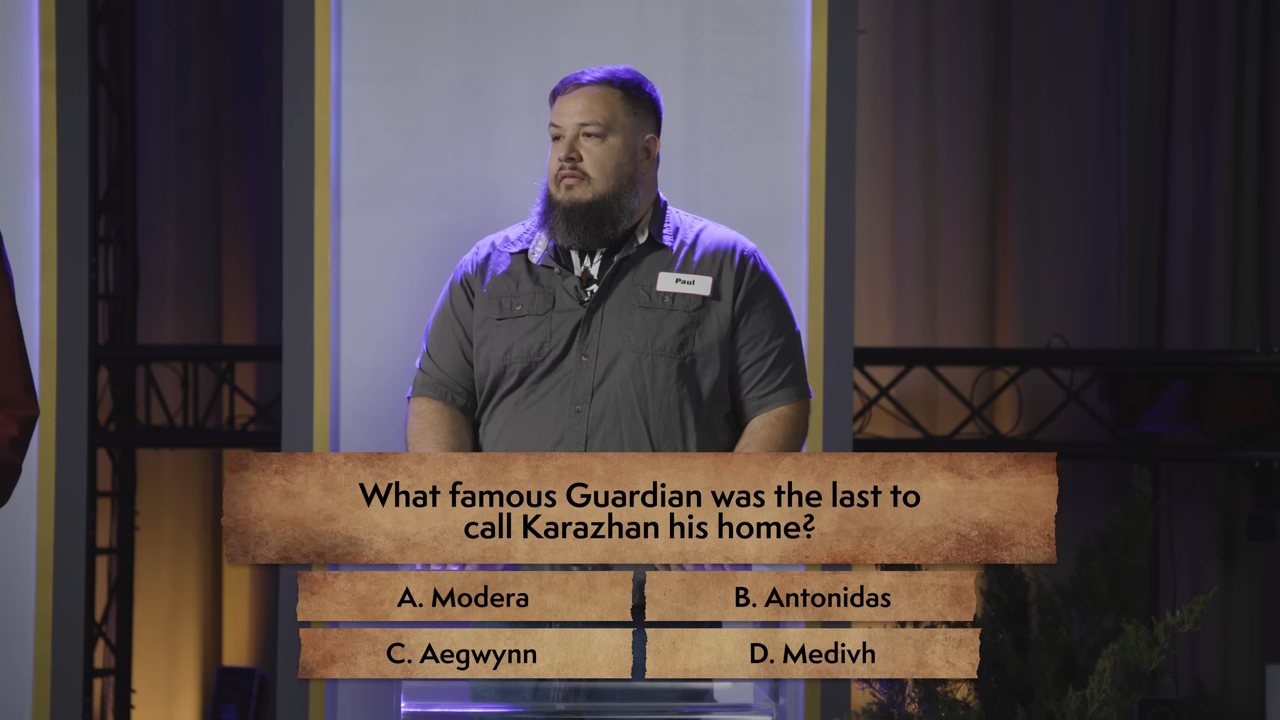 Paul
What famous Guardian was the last to
call Karazhan his home?
A. Modera
B. Antonidas
C. Aegwynn
D. Medivh